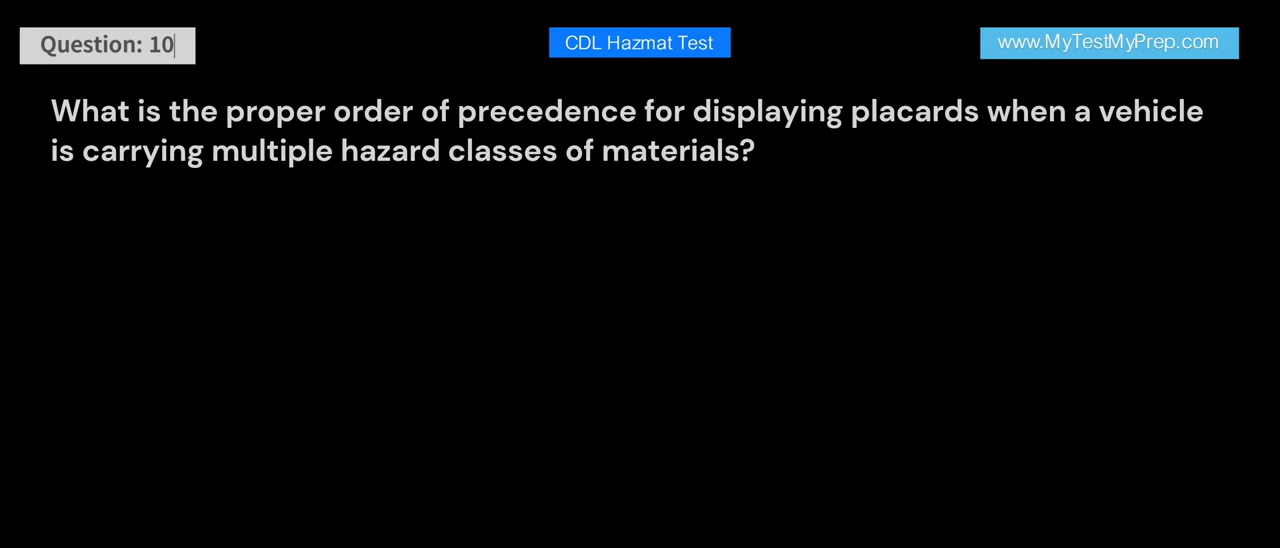 Question: 10
CDL Hazmat Test
www.MyTestMyPrep.com
What is the proper order of precedence for displaying placards when a vehicle
is carrying multiple hazard classes of materials?